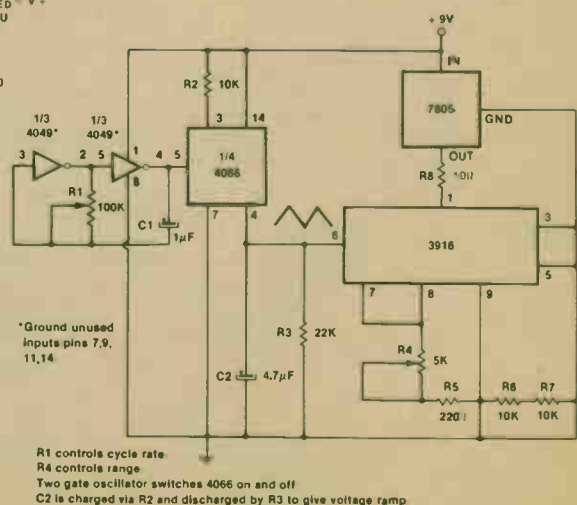 + 9V
IN
R2
10K
7805
3
14
GND
1/3
4049*
1/3
4049*
1/4
4066
3
2
5
1
4
5
8
OUT
R8
1
R1
100K
C1
1µF
7
4
6
3916
3
5
7
8
9
*Ground unused
inputs pins 7,9,
11,14
R3
22K
R4
5K
C2
4.7µF
R5
220Ω
R6
10K
R7
10K
R1 controls cycle rate
R4 controls range
Two gate oscillator switches 4066 on and off
C2 is charged via R2 and discharged by R3 to give voltage ramp